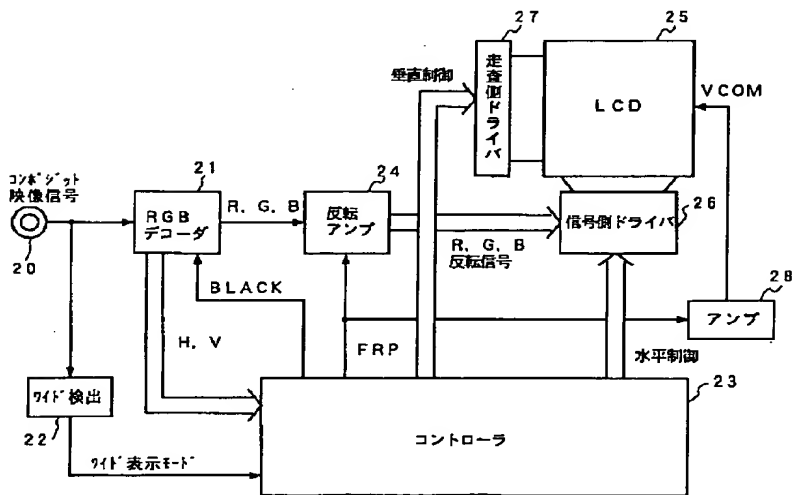 27
25
垂直制御
走査側ドライバ
LCD
VCOM
コンポジット
映像信号
20
21
RGB
デコーダ
R，G，B
24
反転
アンプ
R，G，B
反転信号
信号側ドライバ
26
BLACK
H，V
FRP
28
アンプ
水平制御
ワイド検出
22
23
コントローラ
ワイド表示モード